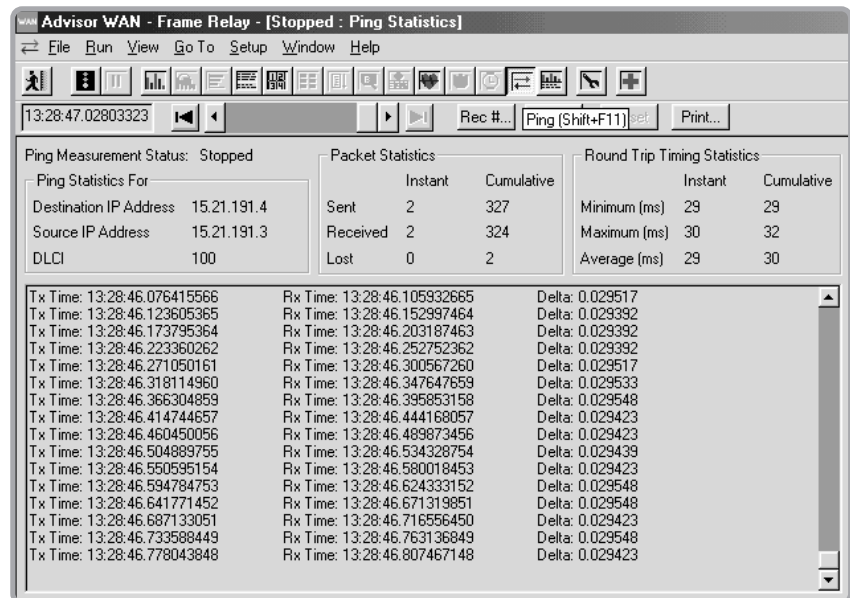 WAN Advisor WAN - Frame Relay - [Stopped : Ping Statistics]
File Run View Go To Setup Window Help
13:28:47.02803323 Rec #... Ping (Shift+F11) set Print...
Ping Measurement Status: Stopped
Ping Statistics For
Destination IP Address 15.21.191.4
Source IP Address 15.21.191.3
DLCI 100
Packet Statistics
Instant Cumulative
Sent 2 327
Received 2 324
Lost 0 2
Round Trip Timing Statistics
Instant Cumulative
Minimum (ms) 29 29
Maximum (ms) 30 32
Average (ms) 29 30
Tx Time: 13:28:46.076415566 Rx Time: 13:28:46.105932665 Delta: 0.029517
Tx Time: 13:28:46.123605365 Rx Time: 13:28:46.152997464 Delta: 0.029392
Tx Time: 13:28:46.173795364 Rx Time: 13:28:46.203187463 Delta: 0.029392
Tx Time: 13:28:46.223360262 Rx Time: 13:28:46.252752362 Delta: 0.029392
Tx Time: 13:28:46.271050161 Rx Time: 13:28:46.300567260 Delta: 0.029517
Tx Time: 13:28:46.318114960 Rx Time: 13:28:46.347647659 Delta: 0.029533
Tx Time: 13:28:46.366304859 Rx Time: 13:28:46.395853158 Delta: 0.029548
Tx Time: 13:28:46.414744657 Rx Time: 13:28:46.444168057 Delta: 0.029423
Tx Time: 13:28:46.460450056 Rx Time: 13:28:46.489873456 Delta: 0.029423
Tx Time: 13:28:46.504889755 Rx Time: 13:28:46.534328754 Delta: 0.029439
Tx Time: 13:28:46.550595154 Rx Time: 13:28:46.580018453 Delta: 0.029423
Tx Time: 13:28:46.594784753 Rx Time: 13:28:46.624333152 Delta: 0.029548
Tx Time: 13:28:46.641771452 Rx Time: 13:28:46.671319851 Delta: 0.029548
Tx Time: 13:28:46.687133051 Rx Time: 13:28:46.716556450 Delta: 0.029423
Tx Time: 13:28:46.733588449 Rx Time: 13:28:46.763136849 Delta: 0.029548
Tx Time: 13:28:46.778043848 Rx Time: 13:28:46.807467148 Delta: 0.029423